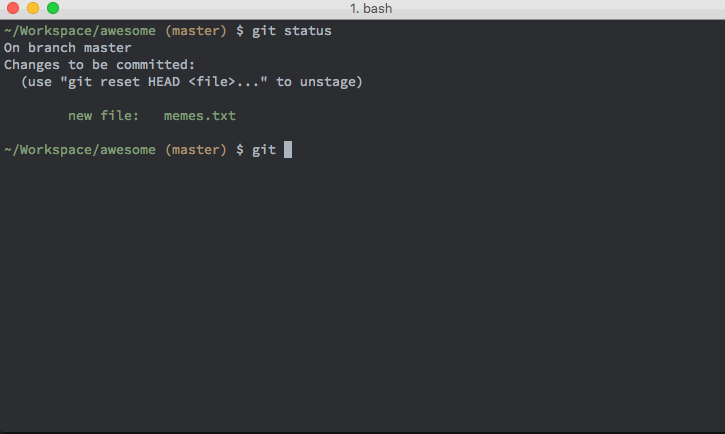 1. bash
~/Workspace/awesome (master) $ git status
On branch master
Changes to be committed:
  (use "git reset HEAD <file>..." to unstage)
        new file:   memes.txt
~/Workspace/awesome (master) $ git